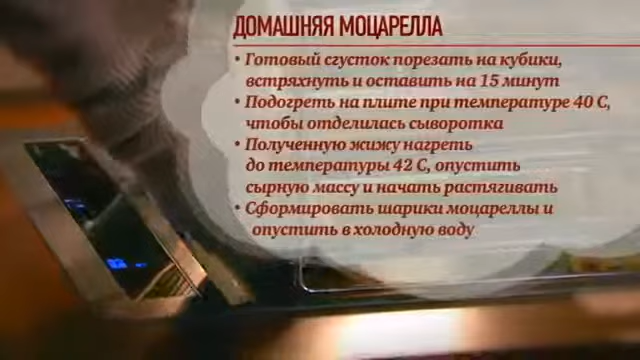 ДОМАШНЯЯ МОЦАРЕЛЛА
• Готовый сгусток порезать на кубики,
встряхнуть и оставить на 15 минут
• Подогреть на плите при температуре 40 С,
чтобы отделилась сыворотка
• Полученную жижу нагреть
до температуры 42 С, опустить
сырную массу и начать растягивать
• Сформировать шарики моцареллы и
опустить в холодную воду